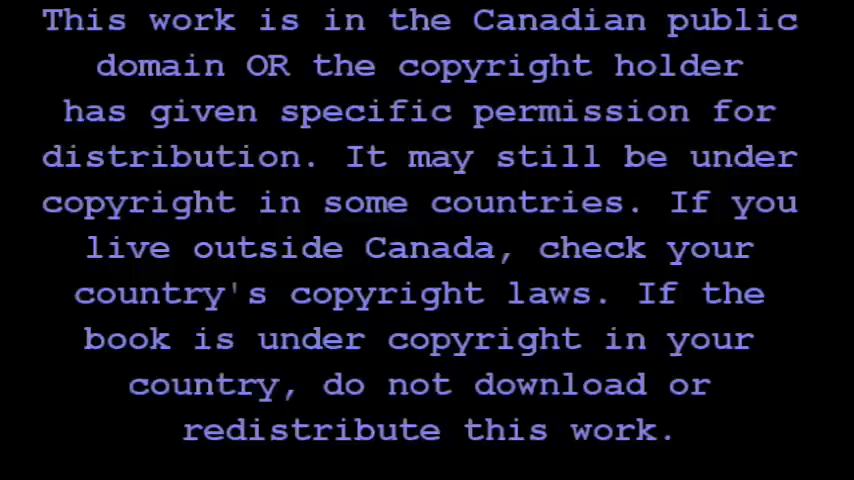 This work is in the Canadian public
domain OR the copyright holder
has given specific permission for
distribution. It may still be under
copyright in some countries. If you
live outside Canada, check your
country's copyright laws. If the
book is under copyright in your
country, do not download or
redistribute this work.